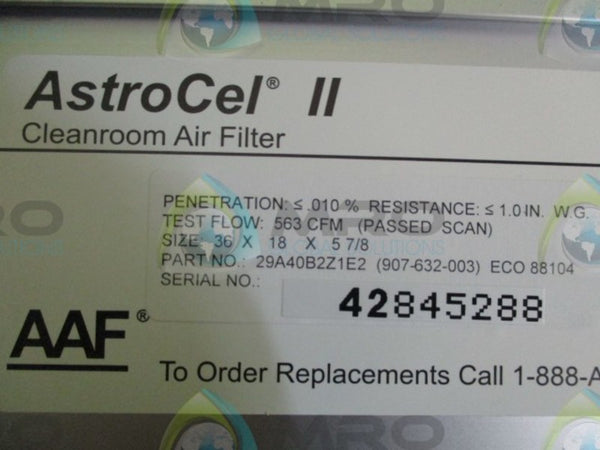 AstroCel® II
Cleanroom Air Filter
PENETRATION: ≤ .010 % RESISTANCE: ≤ 1.0 IN. W.G.
TEST FLOW: 563 CFM (PASSED SCAN)
SIZE: 36 X 18 X 5 7/8
PART NO.: 29A40B2Z1E2 (907-632-003) ECO 88104
SERIAL NO.:
42845288
AAF®
To Order Replacements Call 1-888-A
MRO